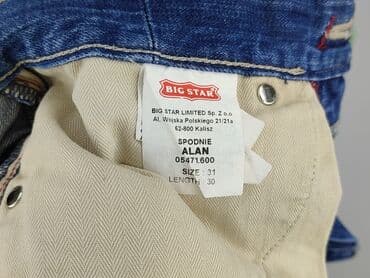 BIG STAR
BIG STAR LIMITED Sp. Z o.o
Al. Wojska Polskiego 21/21a
62-800 Kalisz
SPODNIE
ALAN
05471600
SIZE : 31
LENGTH : 30